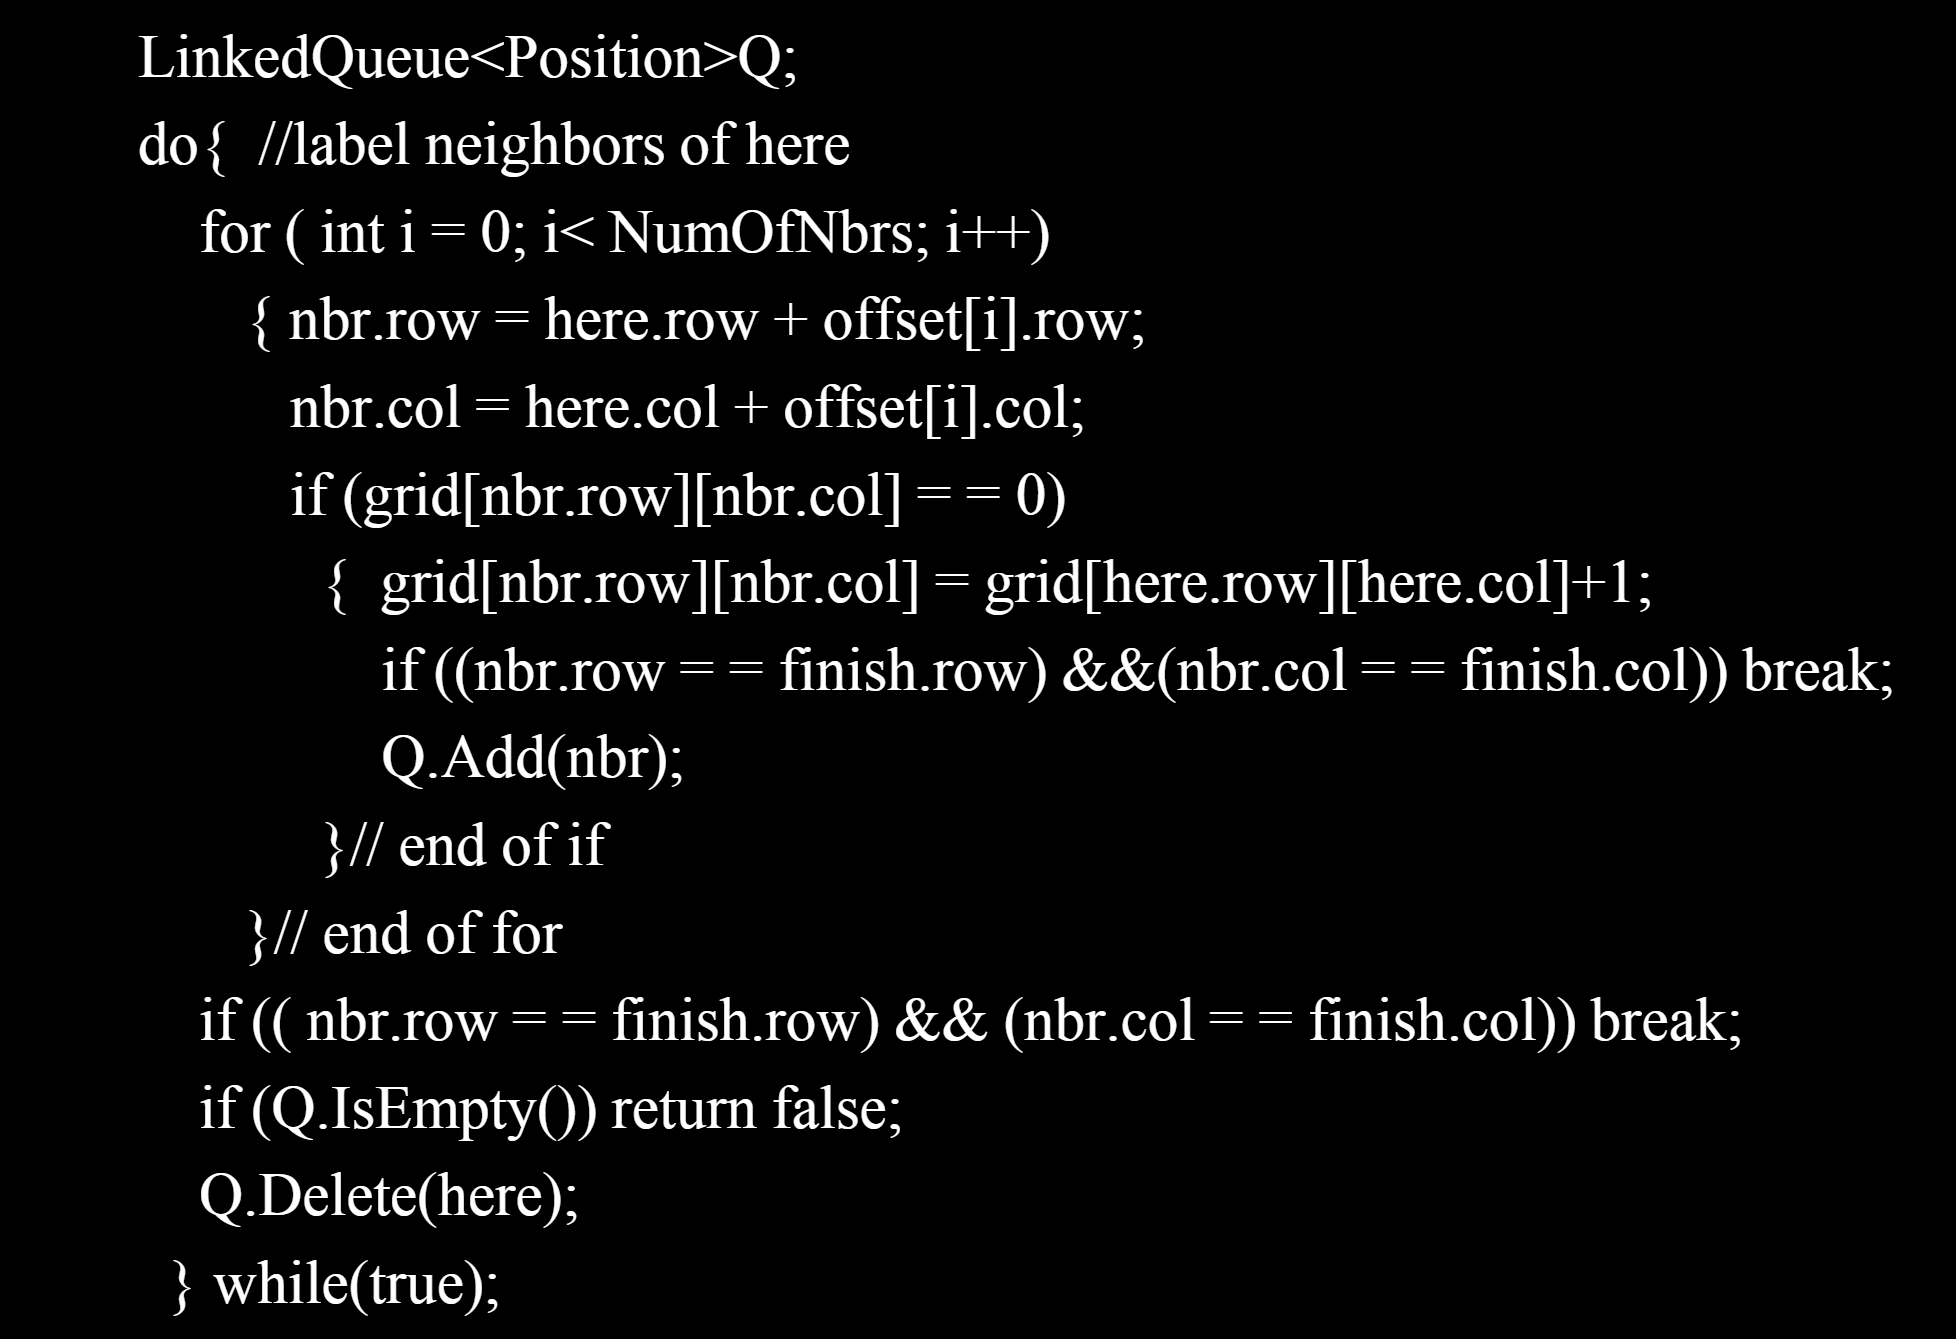 LinkedQueue<Position>Q;
do{ //label neighbors of here
for ( int i = 0; i< NumOfNbrs; i++)
{ nbr.row = here.row + offset[i].row;
nbr.col = here.col + offset[i].col;
if (grid[nbr.row][nbr.col] = = 0)
{ grid[nbr.row][nbr.col] = grid[here.row][here.col]+1;
if ((nbr.row = = finish.row) &&(nbr.col = = finish.col)) break;
Q.Add(nbr);
}// end of if
}// end of for
if (( nbr.row = = finish.row) && (nbr.col = = finish.col)) break;
if (Q.IsEmpty()) return false;
Q.Delete(here);
} while(true);